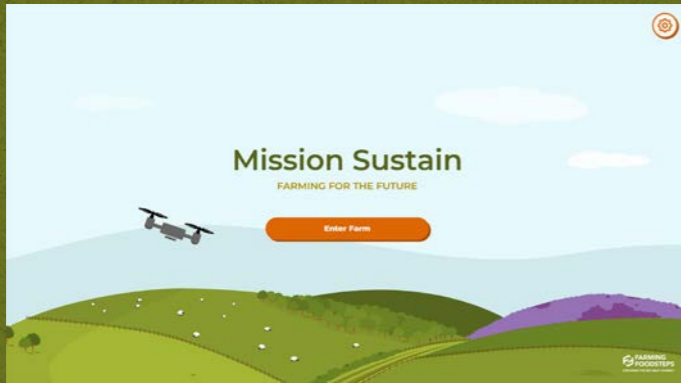 Mission Sustain
FARMING FOR THE FUTURE
Enter Farm
FARMING
FOODSTEPS